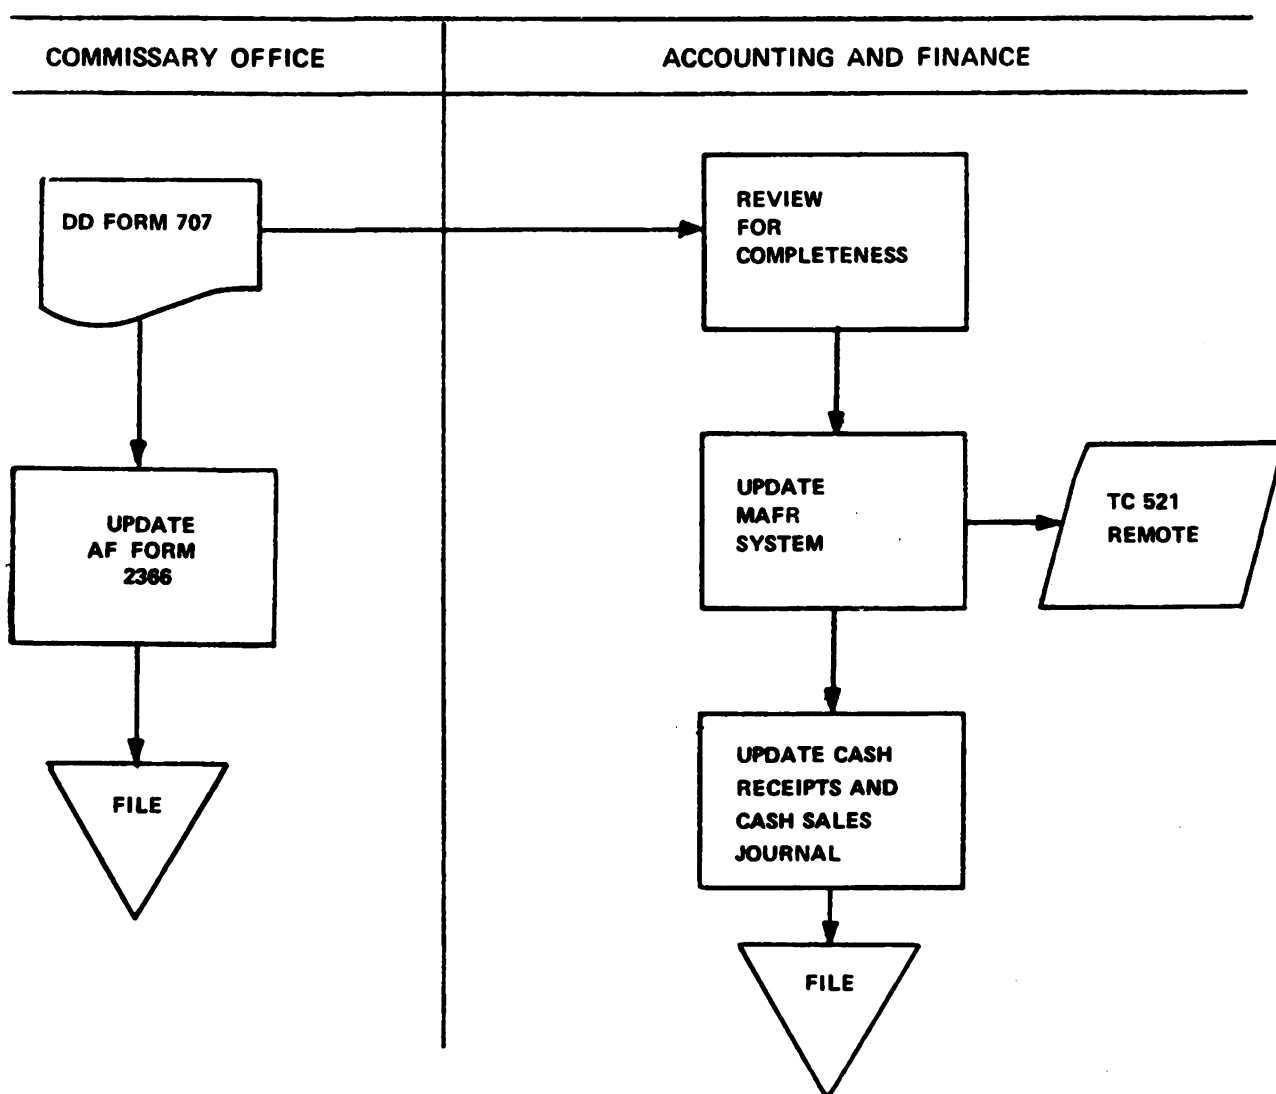 COMMISSARY OFFICE
ACCOUNTING AND FINANCE
DD FORM 707
REVIEW
FOR
COMPLETENESS
UPDATE
AF FORM
2366
UPDATE
MAFR
SYSTEM
TC 521
REMOTE
FILE
UPDATE CASH
RECEIPTS AND
CASH SALES
JOURNAL
FILE